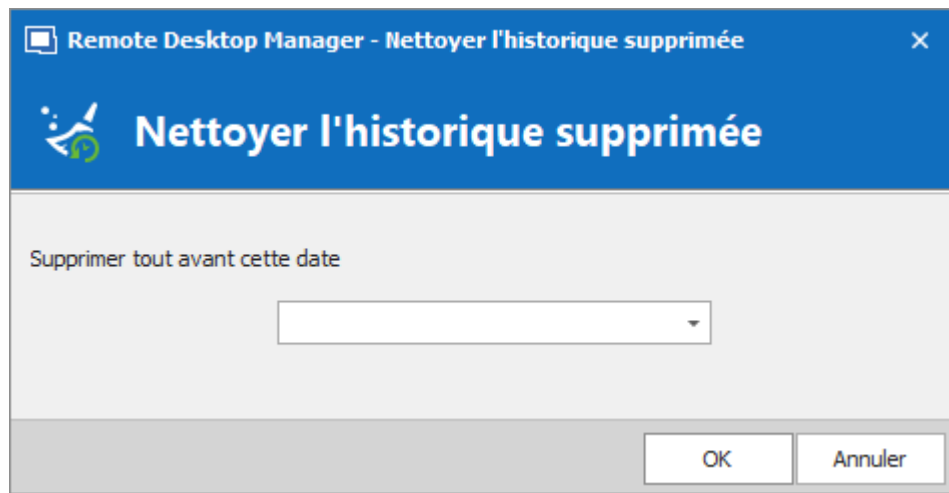 Remote Desktop Manager - Nettoyer l'historique supprimée
Nettoyer l'historique supprimée
Supprimer tout avant cette date
OK Annuler